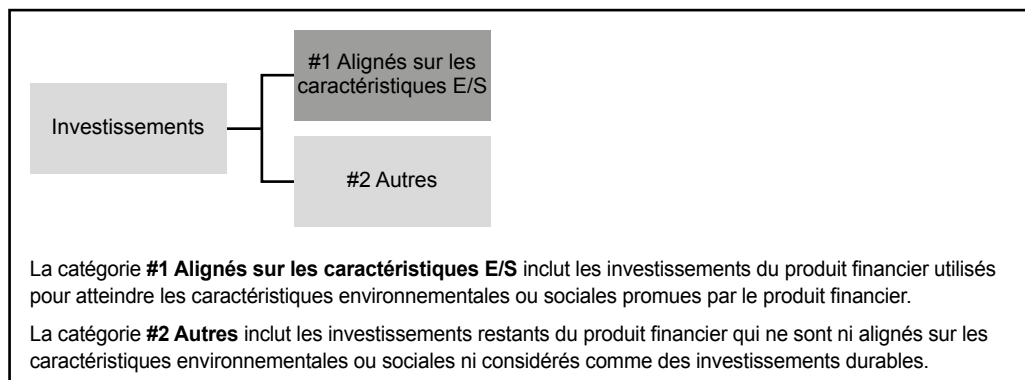 #1 Alignés sur les
caractéristiques E/S
Investissements
#2 Autres
La catégorie #1 Alignés sur les caractéristiques E/S inclut les investissements du produit financier utilisés
pour atteindre les caractéristiques environnementales ou sociales promues par le produit financier.
La catégorie #2 Autres inclut les investissements restants du produit financier qui ne sont ni alignés sur les
caractéristiques environnementales ou sociales ni considérés comme des investissements durables.